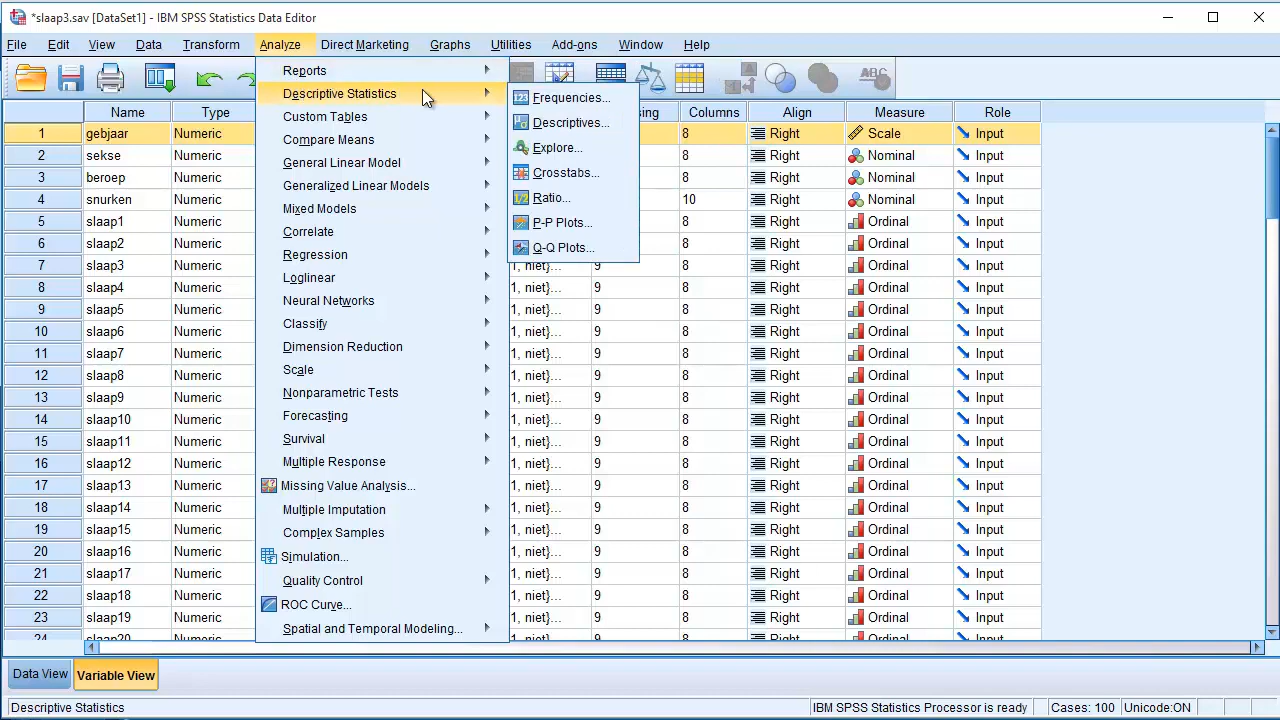 *slaap3.sav [DataSet1] - IBM SPSS Statistics Data Editor
File Edit View Data Transform Analyze Direct Marketing Graphs Utilities Add-ons Window Help
Name Type Columns Align Measure Role
1 gebjaar Numeric 8 Right Scale Input
2 sekse Numeric Nominal Input
3 beroep Numeric 8 Right Nominal Input
4 snurken Numeric 10 Right Nominal Input
5 slaap1 Numeric 8 Right Ordinal Input
6 slaap2 Numeric 8 Right Ordinal Input
7 slaap3 Numeric 1, niet}... 9 8 Right Ordinal Input
8 slaap4 Numeric 1, niet}... 9 8 Right Ordinal Input
9 slaap5 Numeric 1, niet}... 9 8 Right Ordinal Input
10 slaap6 Numeric 1, niet}... 9 8 Right Ordinal Input
11 slaap7 Numeric 1, niet}... 9 8 Right Ordinal Input
12 slaap8 Numeric 1, niet}... 9 8 Right Ordinal Input
13 slaap9 Numeric 1, niet}... 9 8 Right Ordinal Input
14 slaap10 Numeric 1, niet}... 9 8 Right Ordinal Input
15 slaap11 Numeric 1, niet}... 9 8 Right Ordinal Input
16 slaap12 Numeric 1, niet}... 9 8 Right Ordinal Input
17 slaap13 Numeric 1, niet}... 9 8 Right Ordinal Input
18 slaap14 Numeric 1, niet}... 9 8 Right Ordinal Input
19 slaap15 Numeric 1, niet}... 9 8 Right Ordinal Input
20 slaap16 Numeric 1, niet}... 9 8 Right Ordinal Input
21 slaap17 Numeric 1, niet}... 9 8 Right Ordinal Input
22 slaap18 Numeric 1, niet}... 9 8 Right Ordinal Input
23 slaap19 Numeric 1, niet}... 9 8 Right Ordinal Input
24 slaap20 Numeric 1, niet}... 9 8 Right Ordinal Input
Reports
Descriptive Statistics
Custom Tables
Compare Means
General Linear Model
Generalized Linear Models
Mixed Models
Correlate
Regression
Loglinear
Neural Networks
Classify
Dimension Reduction
Scale
Nonparametric Tests
Forecasting
Survival
Multiple Response
Missing Value Analysis...
Multiple Imputation
Complex Samples
Simulation...
Quality Control
ROC Curve...
Spatial and Temporal Modeling...
Frequencies...
Descriptives...
Explore...
Crosstabs...
Ratio...
P-P Plots...
Q-Q Plots...
Data View Variable View
Descriptive Statistics IBM SPSS Statistics Processor is ready Cases: 100 Unicode:ON